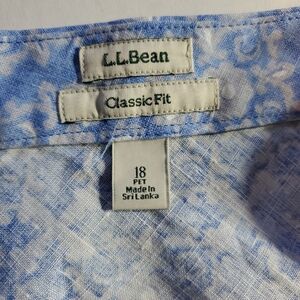 L.L.Bean
Classic Fit
18
PET
Made in
Sri Lanka